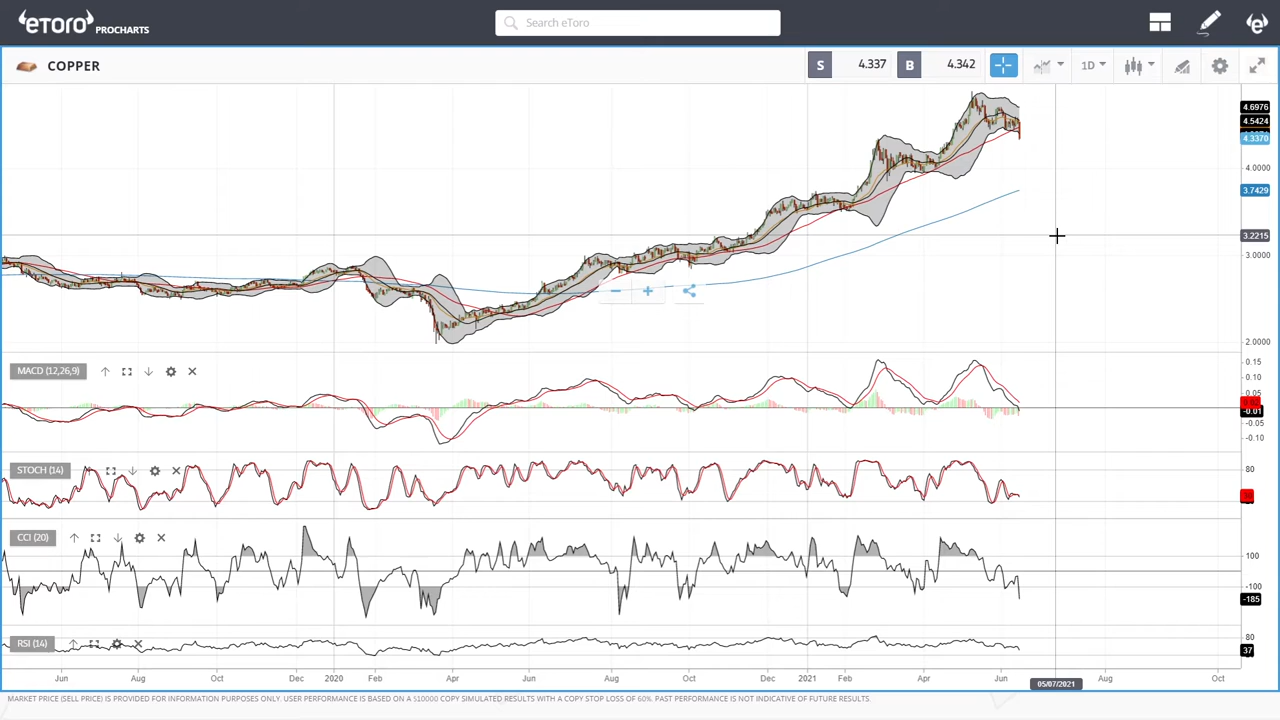 eToro PROCHARTS
Search eToro
COPPER
S 4.337 B 4.342 1D
4.6976
4.5424
4.3370
4.0000
3.7429
3.2215
3.0000
2.0000
MACD (12,26,9)
0.15
0.10
0.05
-0.01
-0.05
-0.10
STOCH (14)
80
CCI (20)
100
-100
-185
RSI (14)
80
37
Jun Aug Oct Dec 2020 Feb Apr Jun Aug Oct Dec 2021 Feb Apr Jun 05/07/2021 Aug Oct
MARKET PRICE (SELL PRICE) IS PROVIDED FOR INFORMATION PURPOSES ONLY. USER PERFORMANCE IS BASED ON A $10000 COPY SIMULATED RESULTS WITH A COPY STOP LOSS OF 60%. PAST PERFORMANCE IS NOT INDICATIVE OF FUTURE RESULTS.